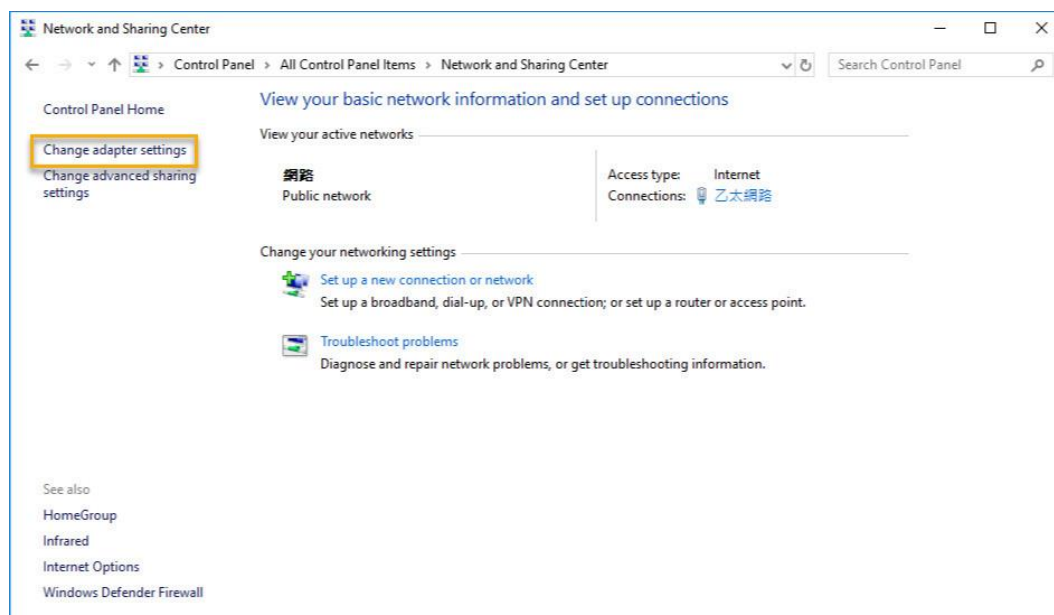 Network and Sharing Center
Control Panel > All Control Panel Items > Network and Sharing Center
Search Control Panel
Control Panel Home
Change adapter settings
Change advanced sharing
settings
View your basic network information and set up connections
View your active networks
網路
Public network
Access type: Internet
Connections: 乙太網路
Change your networking settings
Set up a new connection or network
Set up a broadband, dial-up, or VPN connection; or set up a router or access point.
Troubleshoot problems
Diagnose and repair network problems, or get troubleshooting information.
See also
HomeGroup
Infrared
Internet Options
Windows Defender Firewall